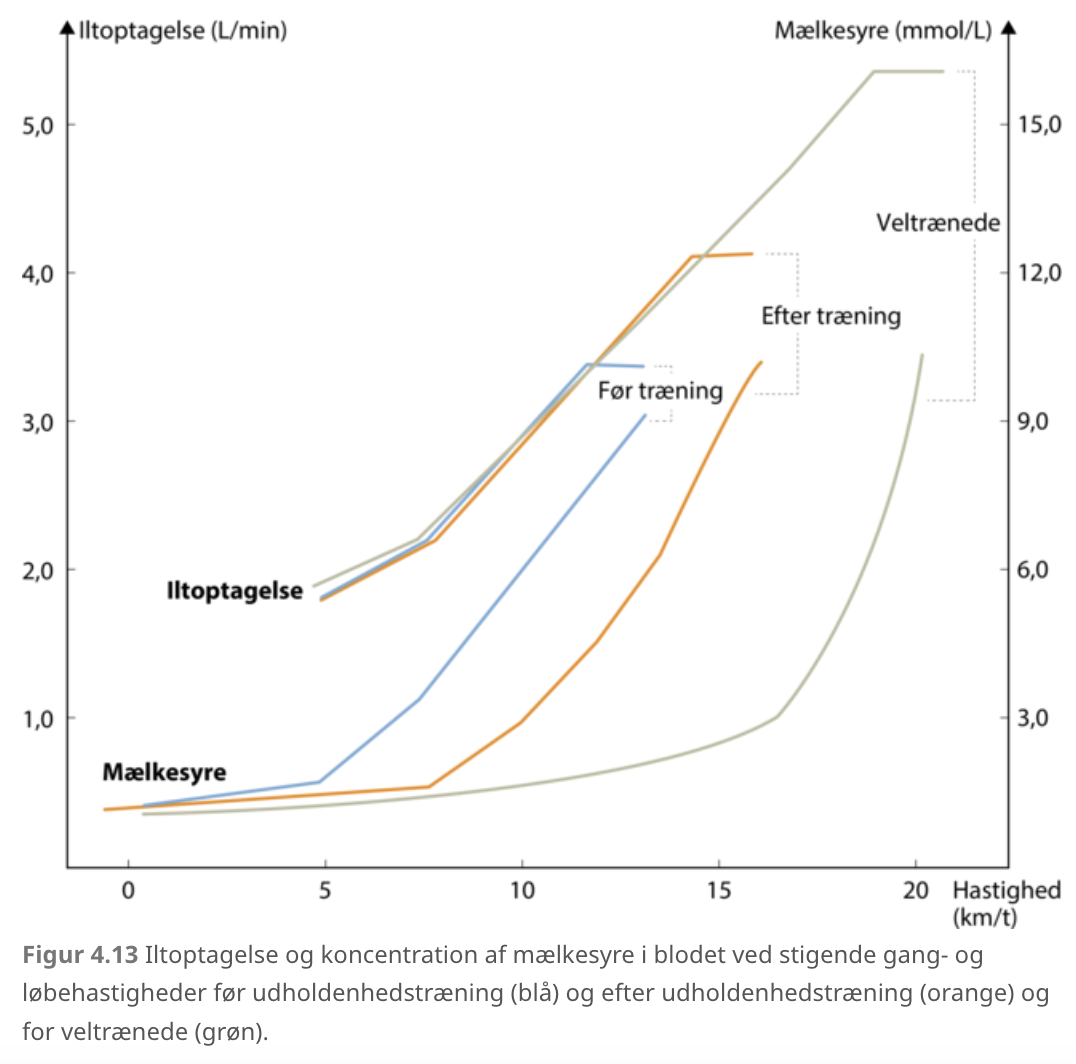 Iltoptagelse (L/min)
Mælkesyre (mmol/L)
5,0
15,0
Veltrænede
4,0
12,0
Efter træning
Før træning
3,0
9,0
2,0
6,0
Iltoptagelse
1,0
3,0
Mælkesyre
0
5
10
15
20
Hastighed
(km/t)
Figur 4.13 Iltoptagelse og koncentration af mælkesyre i blodet ved stigende gang- og
løbehastigheder før udholdenhedstræning (blå) og efter udholdenhedstræning (orange) og
for veltrænede (grøn).